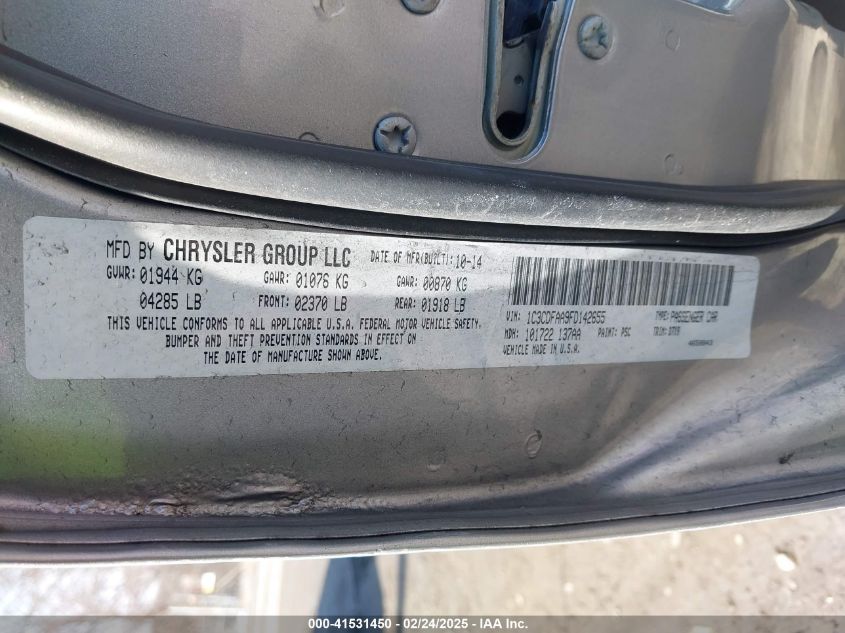 MFD BY CHRYSLER GROUP LLC DATE OF MFR(BUILT): 10-14
GVWR: 01944 KG GAWR: 01076 KG GAWR: 00870 KG
04285 LB FRONT: 02370 LB REAR: 01918 LB
THIS VEHICLE CONFORMS TO ALL APPLICABLE U.S.A. FEDERAL MOTOR VEHICLE SAFETY,
BUMPER AND THEFT PREVENTION STANDARDS IN EFFECT ON
THE DATE OF MANUFACTURE SHOWN ABOVE.
VIN: 1C3CDFAA9FD142655 TYPE: PASSENGER CAR
MDH: 101722 137AA PAINT: PSC TRIM:
VEHICLE MADE IN U.S.A.
000-41531450 - 02/24/2025 - IAA Inc.